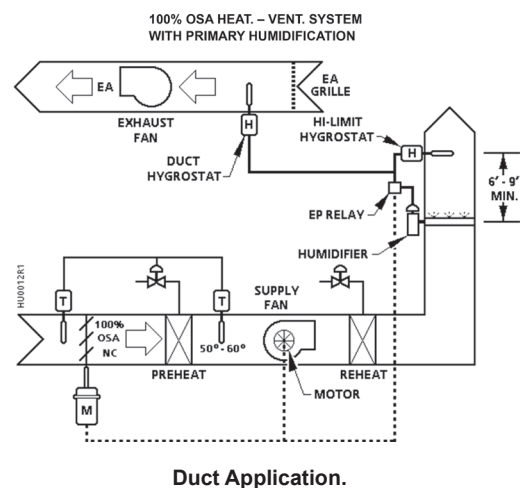 100% OSA HEAT. – VENT. SYSTEM
WITH PRIMARY HUMIDIFICATION
EA
EA
GRILLE
EXHAUST
FAN
H
DUCT
HYGROSTAT
HI-LIMIT
HYGROSTAT
H
6' - 9'
MIN.
EP RELAY
HUMIDIFIER
HU0012R1
T
T
SUPPLY
FAN
100%
OSA
NC
50° - 60°
PREHEAT
REHEAT
MOTOR
M
Duct Application.